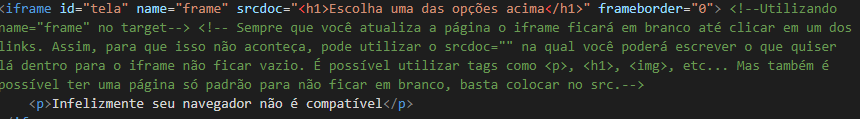 <iframe id="tela" name="frame" srcdoc="<h1>Escolha uma das opções acima</h1>" frameborder="0"> <!--Utilizando
name="frame" no target--> <!-- Sempre que você atualiza a página o iframe ficará em branco até clicar em um dos
links. Assim, para que isso não aconteça, pode utilizar o srcdoc="" na qual você poderá escrever o que quiser
lá dentro para o iframe não ficar vazio. É possível utilizar tags como <p>, <h1>, <img>, etc... Mas também é
possível ter uma página só padrão para não ficar em branco, basta colocar no src.-->
<p>Infelizmente seu navegador não é compatível</p>